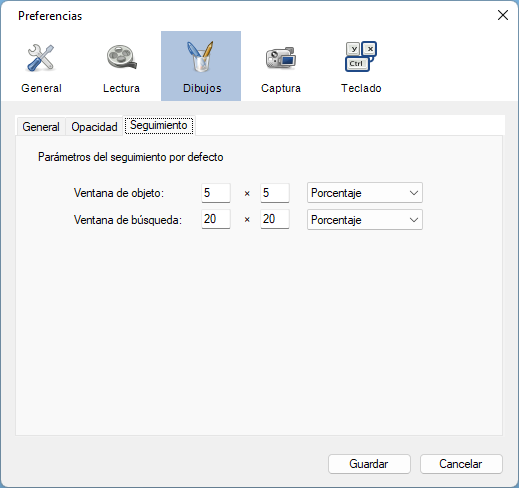 Preferencias
General Lectura Dibujos Captura Teclado
Y X
Ctrl
General Opacidad Seguimiento
Parámetros del seguimiento por defecto
Ventana de objeto: 5 × 5 Porcentaje
Ventana de búsqueda: 20 × 20 Porcentaje
Guardar Cancelar